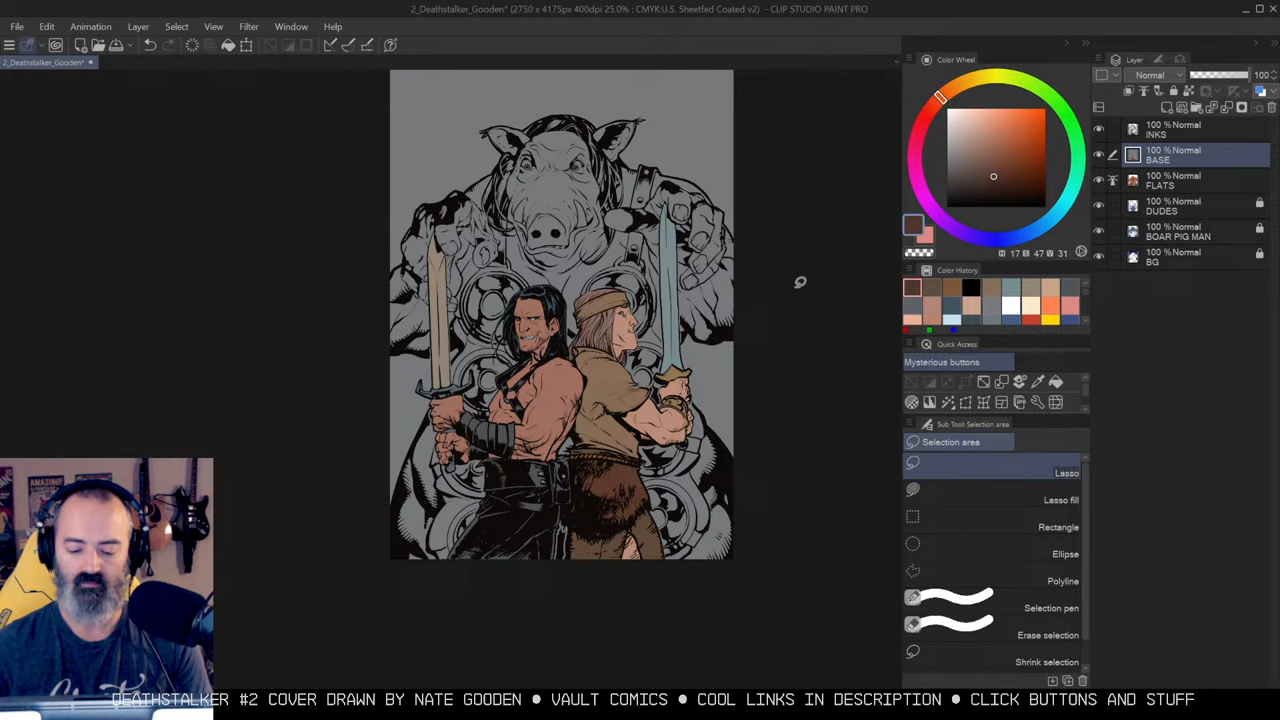 2_Deathstalker_Gooden* (2750 x 4175px 400dpi 25.0% : CMYK:U.S, Sheetfed Coated v2) - CLIP STUDIO PAINT PRO
File Edit Animation Layer Select View Filter Window Help
2_Deathstalker_Gooden*
Color Wheel
H 17 S 47 V 31
Color History
Quick Access
Mysterious buttons
Sub Tool: Selection area
Selection area
Lasso
Lasso fill
Rectangle
Ellipse
Polyline
Selection pen
Erase selection
Shrink selection
Layer
Normal 100
100 % Normal
INKS
100 % Normal
BASE
100 % Normal
FLATS
100 % Normal
DUDES
100 % Normal
BOAR PIG MAN
100 % Normal
BG
AMAZING!
DEATHSTALKER #2 COVER DRAWN BY NATE GOODEN • VAULT COMICS • COOL LINKS IN DESCRIPTION • CLICK BUTTONS AND STUFF